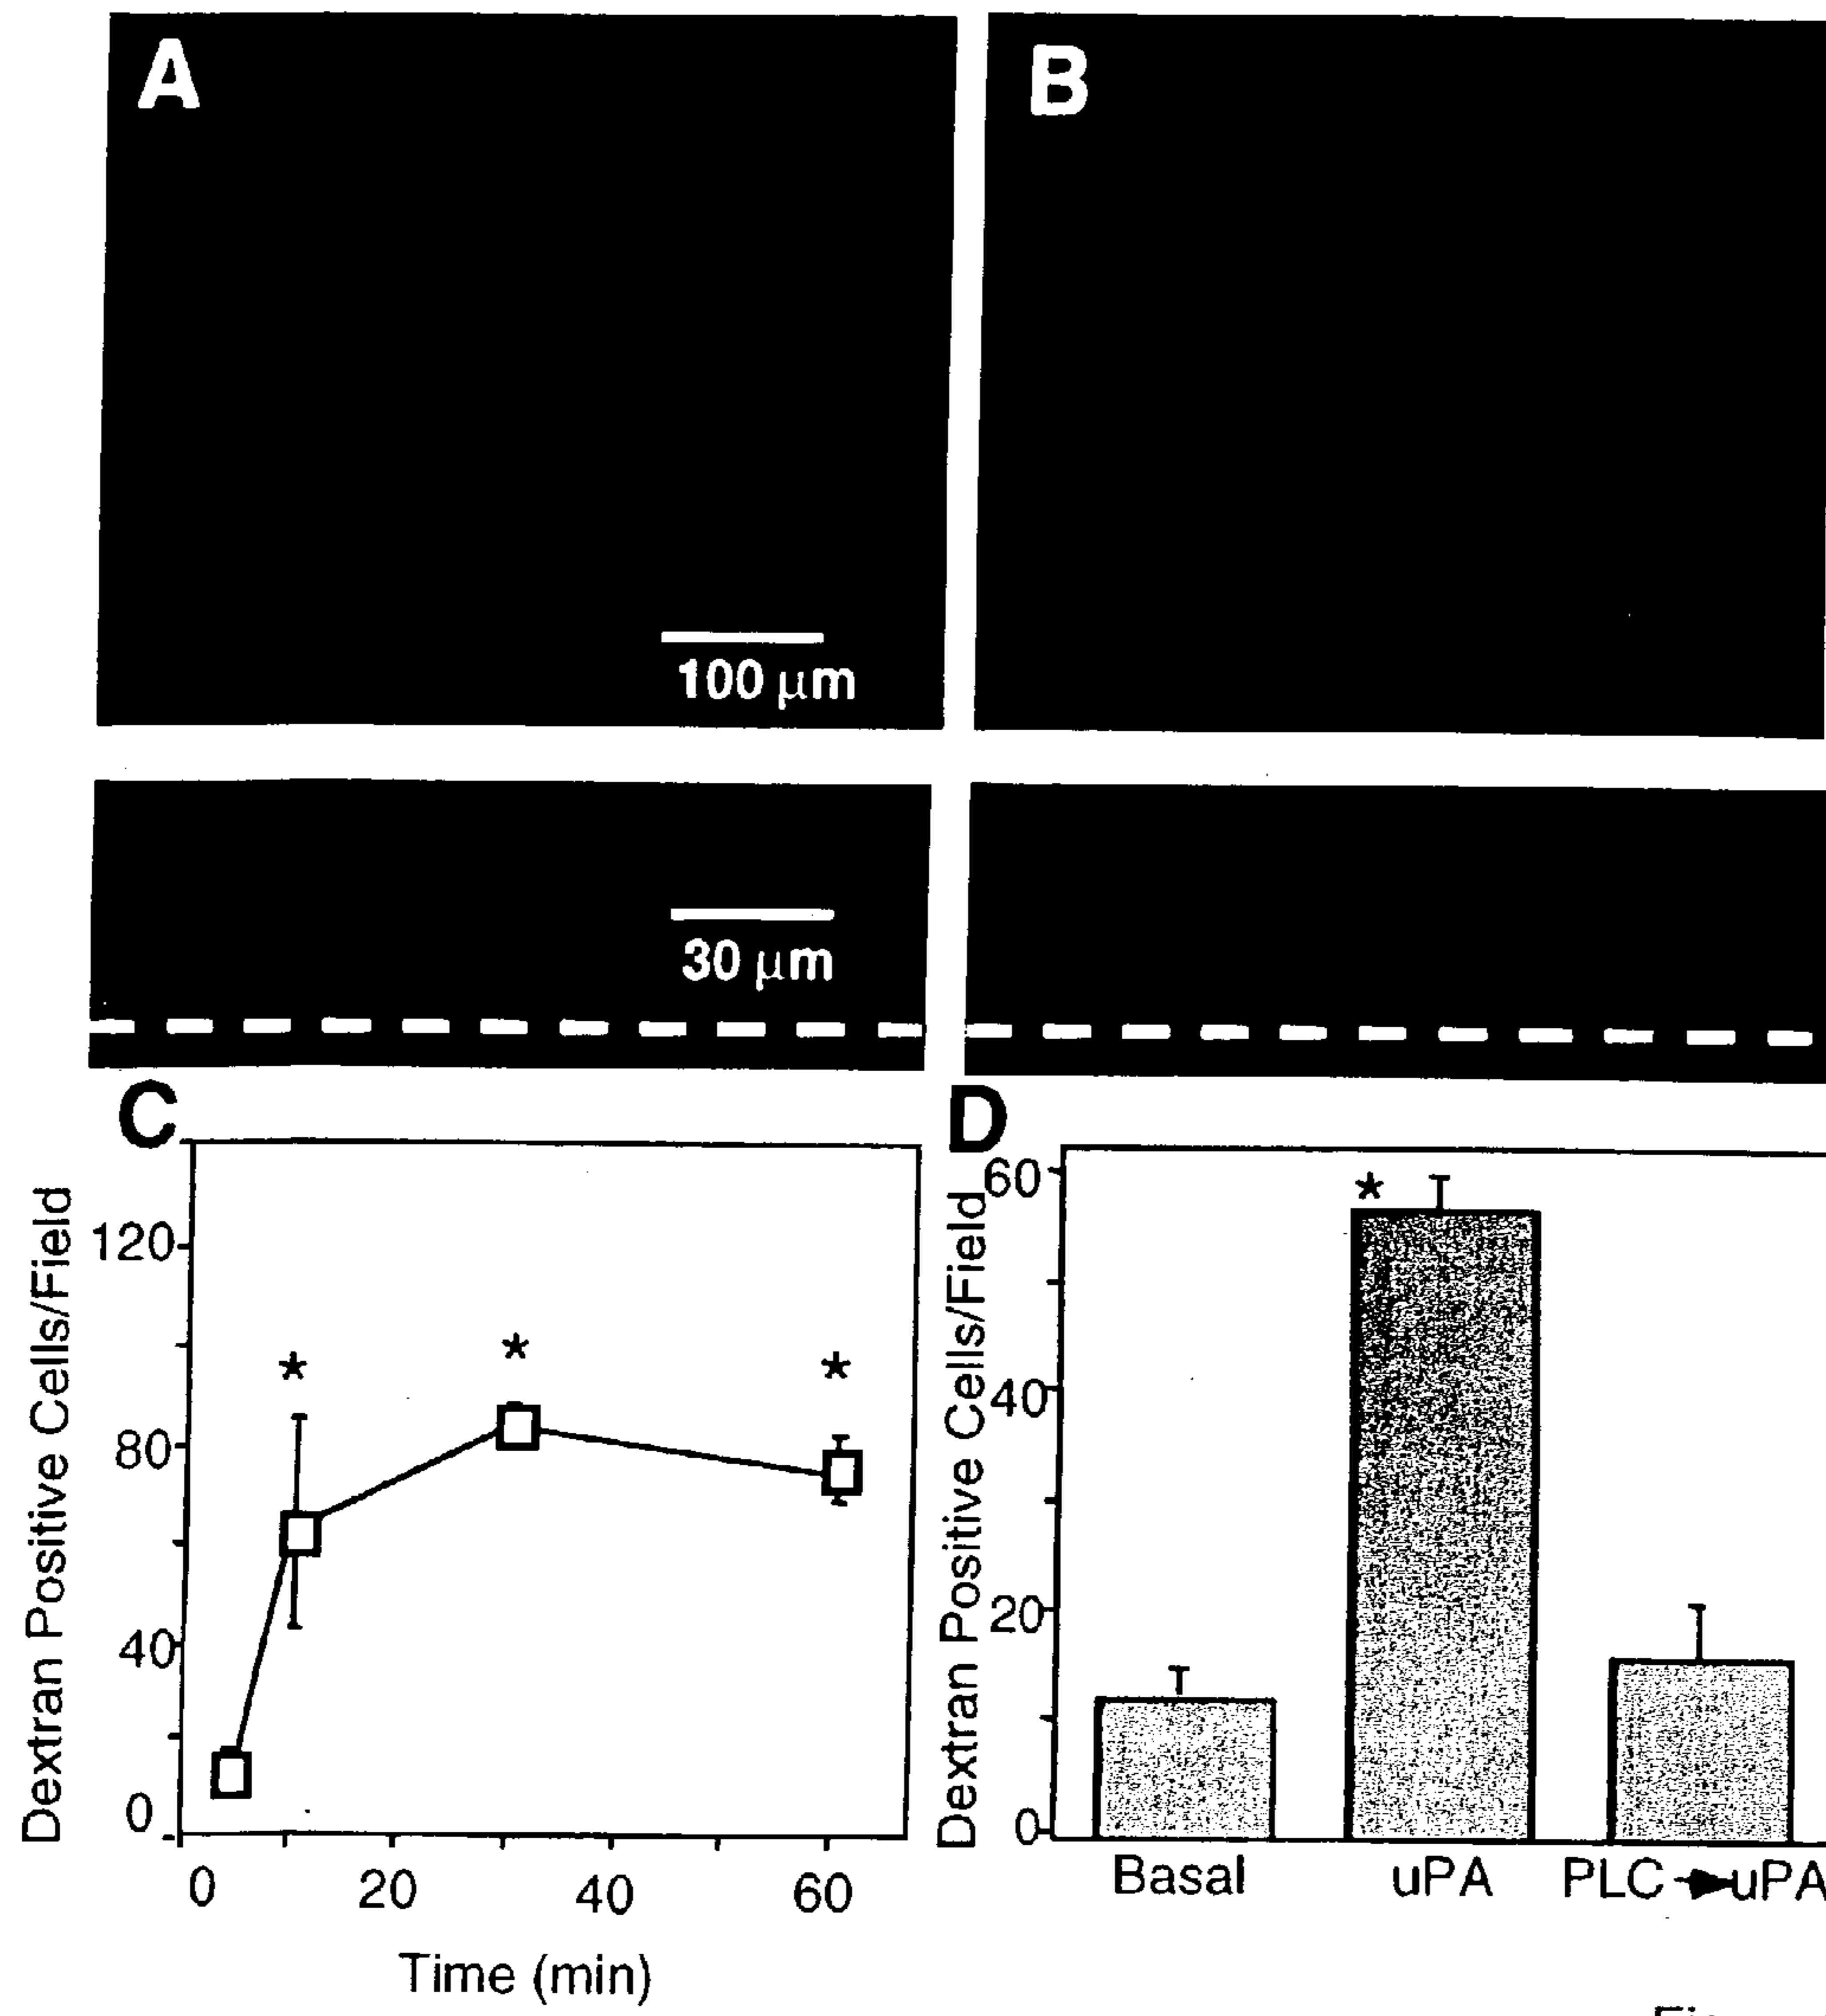 A
B
100 µm
30 µm
C
D
Dextran Positive Cells/Field
120
80
40
0
0 20 40 60
Time (min)
Dextran Positive Cells/Field
60
40
20
0
*
*
*
*
Basal uPA PLC → uPA